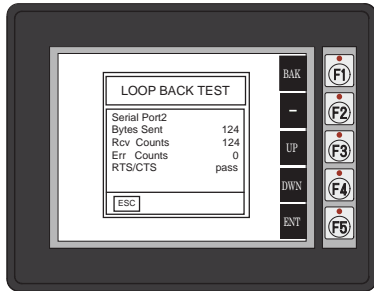 LOOP BACK TEST
Serial Port2
Bytes Sent 124
Rcv Counts 124
Err Counts 0
RTS/CTS pass
ESC
BAK
–
UP
DWN
ENT
F1
F2
F3
F4
F5